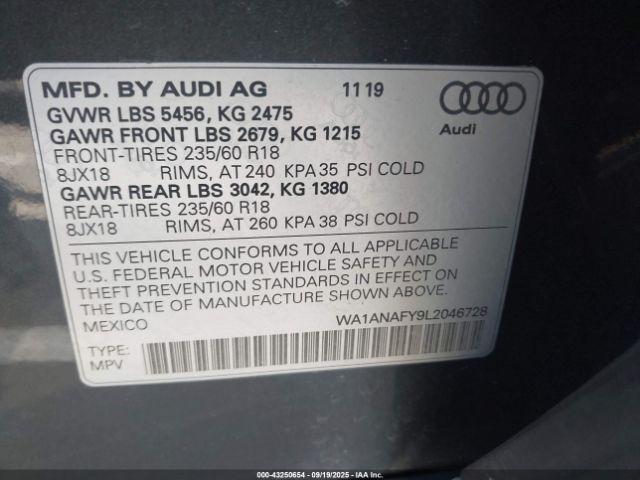 MFD. BY AUDI AG 11 19
GVWR LBS 5456, KG 2475
GAWR FRONT LBS 2679, KG 1215
FRONT-TIRES 235/60 R18
8JX18 RIMS, AT 240 KPA 35 PSI COLD
GAWR REAR LBS 3042, KG 1380
REAR-TIRES 235/60 R18
8JX18 RIMS, AT 260 KPA 38 PSI COLD
Audi
THIS VEHICLE CONFORMS TO ALL APPLICABLE
U.S. FEDERAL MOTOR VEHICLE SAFETY AND
THEFT PREVENTION STANDARDS IN EFFECT ON
THE DATE OF MANUFACTURE SHOWN ABOVE
MEXICO WA1ANAFY9L2046728
TYPE:
MPV
000-43250654 - 09/19/2025 - IAA Inc.